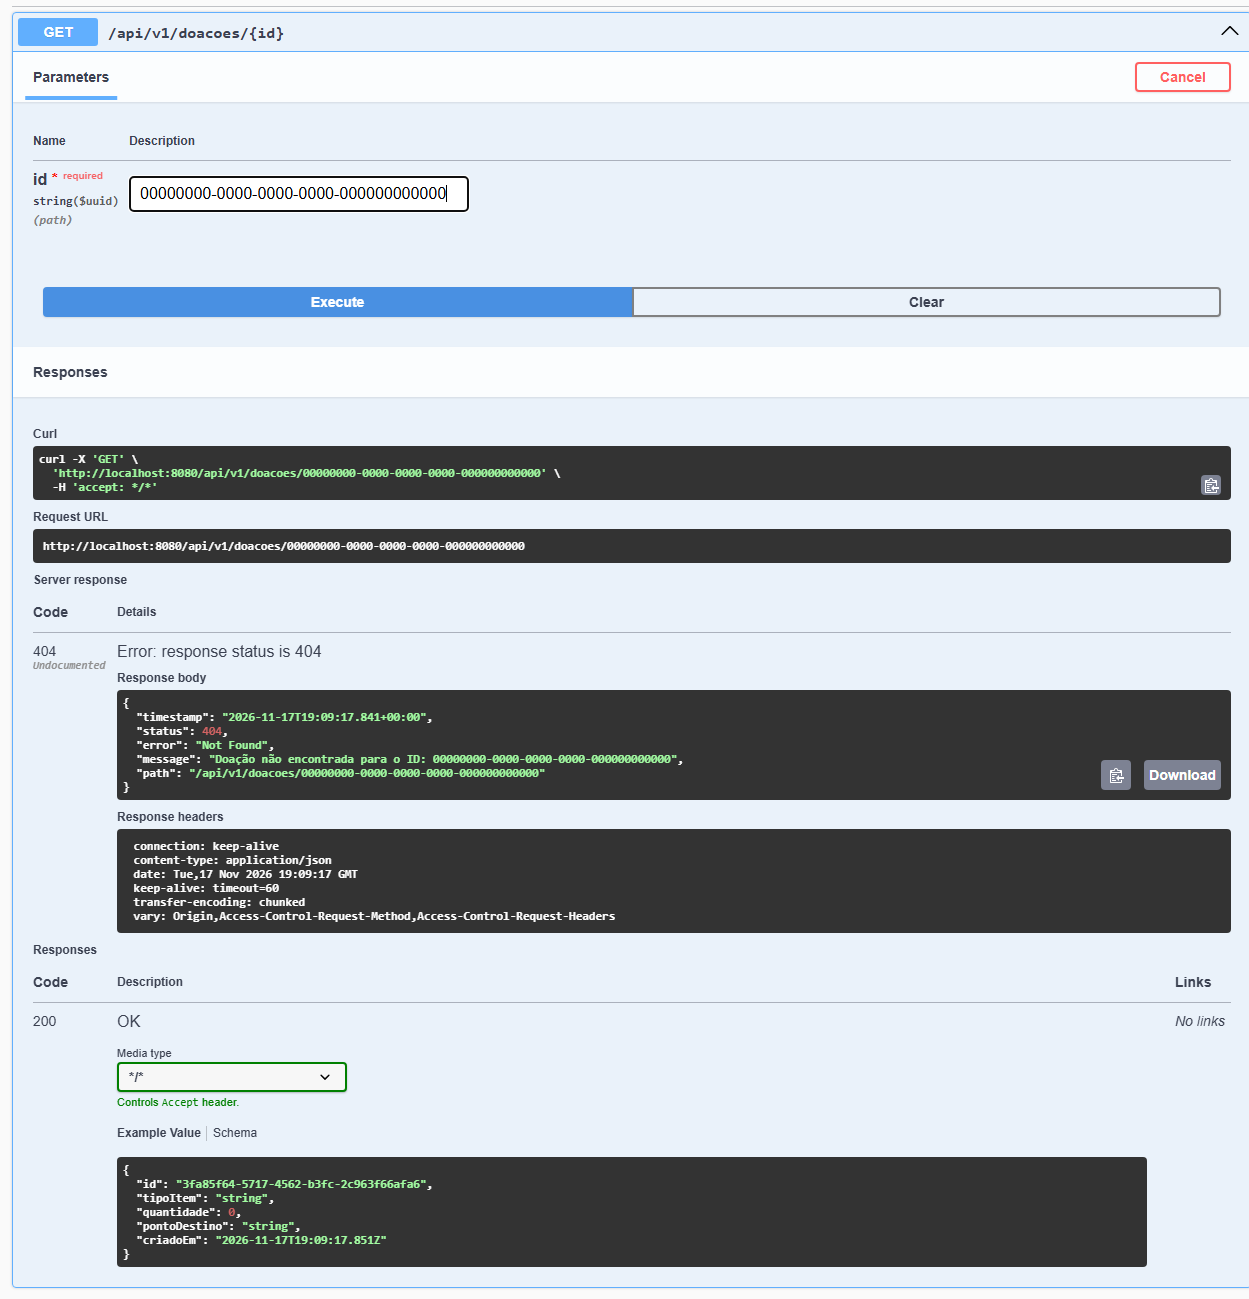 GET /api/v1/doacoes/{id}
Parameters
Cancel
Name Description
id * required
string($uuid)
(path)
00000000-0000-0000-0000-000000000000
Execute Clear
Responses
Curl
curl -X 'GET' \
'http://localhost:8080/api/v1/doacoes/00000000-0000-0000-0000-000000000000' \
-H 'accept: */*'
Request URL
http://localhost:8080/api/v1/doacoes/00000000-0000-0000-0000-000000000000
Server response
Code Details
404
Undocumented
Error: response status is 404
Response body
{
"timestamp": "2026-11-17T19:09:17.841+00:00",
"status": 404,
"error": "Not Found",
"message": "Doação não encontrada para o ID: 00000000-0000-0000-0000-000000000000",
"path": "/api/v1/doacoes/00000000-0000-0000-0000-000000000000"
}
Download
Response headers
connection: keep-alive
content-type: application/json
date: Tue,17 Nov 2026 19:09:17 GMT
keep-alive: timeout=60
transfer-encoding: chunked
vary: Origin,Access-Control-Request-Method,Access-Control-Request-Headers
Responses
Code Description Links
200 OK No links
Media type
*/*
Controls Accept header.
Example Value Schema
{
"id": "3fa85f64-5717-4562-b3fc-2c963f66afa6",
"tipoItem": "string",
"quantidade": 0,
"pontoDestino": "string",
"criadoEm": "2026-11-17T19:09:17.851Z"
}